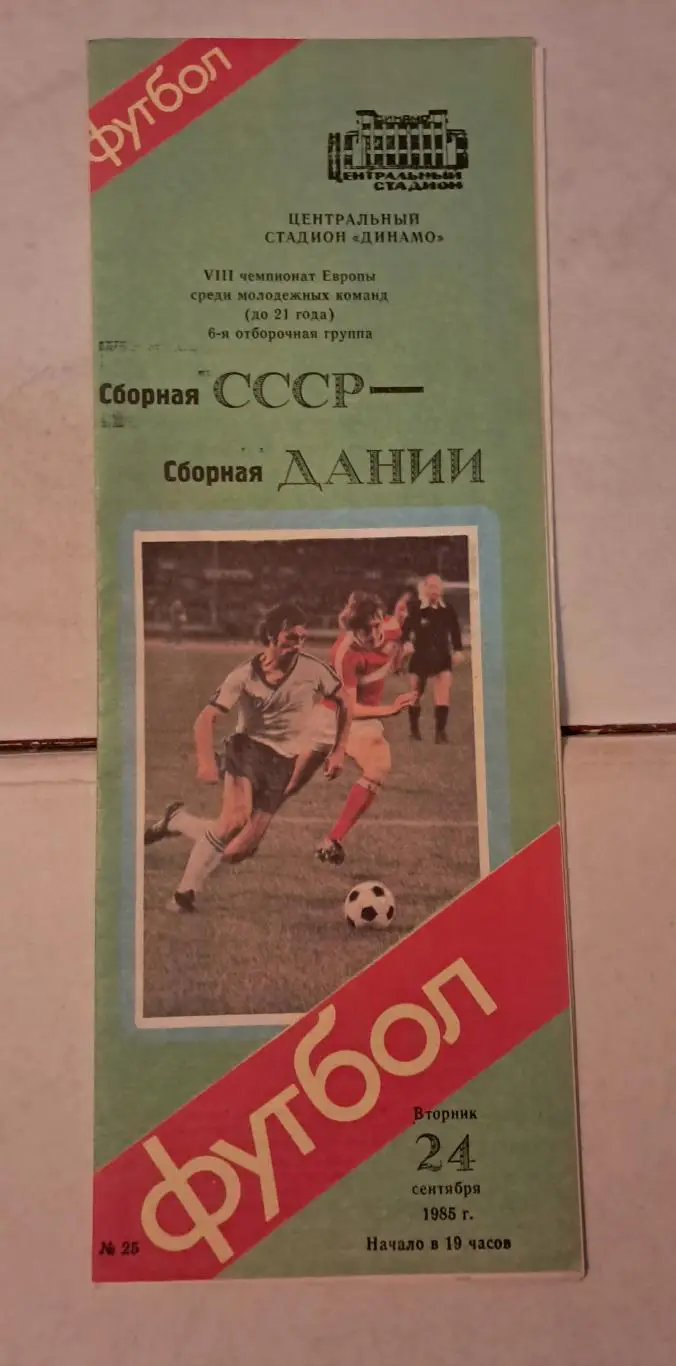 футбол
ДИНАМО
ЦЕНТРАЛЬНЫЙ
СТАДИОН
ЦЕНТРАЛЬНЫЙ
СТАДИОН «ДИНАМО»
VIII чемпионат Европы
среди молодежных команд
(до 21 года)
6-я отборочная группа
Сборная СССР—
Сборная ДАНИИ
футбол
Вторник
24
сентября
1985 г.
Начало в 19 часов
№ 25